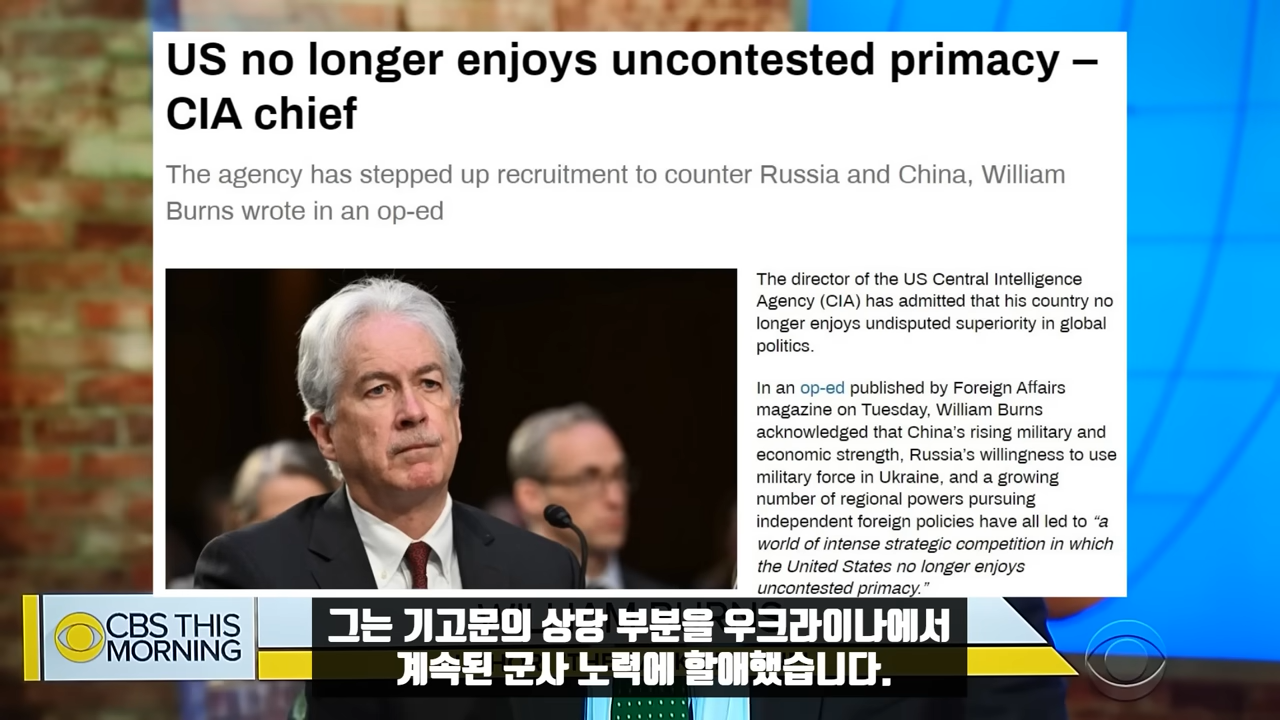 US no longer enjoys uncontested primacy –
CIA chief
The agency has stepped up recruitment to counter Russia and China, William
Burns wrote in an op-ed
The director of the US Central Intelligence
Agency (CIA) has admitted that his country no
longer enjoys undisputed superiority in global
politics.
In an op-ed published by Foreign Affairs
magazine on Tuesday, William Burns
acknowledged that China’s rising military and
economic strength, Russia’s willingness to use
military force in Ukraine, and a growing
number of regional powers pursuing
independent foreign policies have all led to “a
world of intense strategic competition in which
the United States no longer enjoys
uncontested primacy.”
CBS THIS
MORNING
WILLIAM BURNS
그는 기고문의 상당 부분을 우크라이나에서
계속된 군사 노력에 할애했습니다.